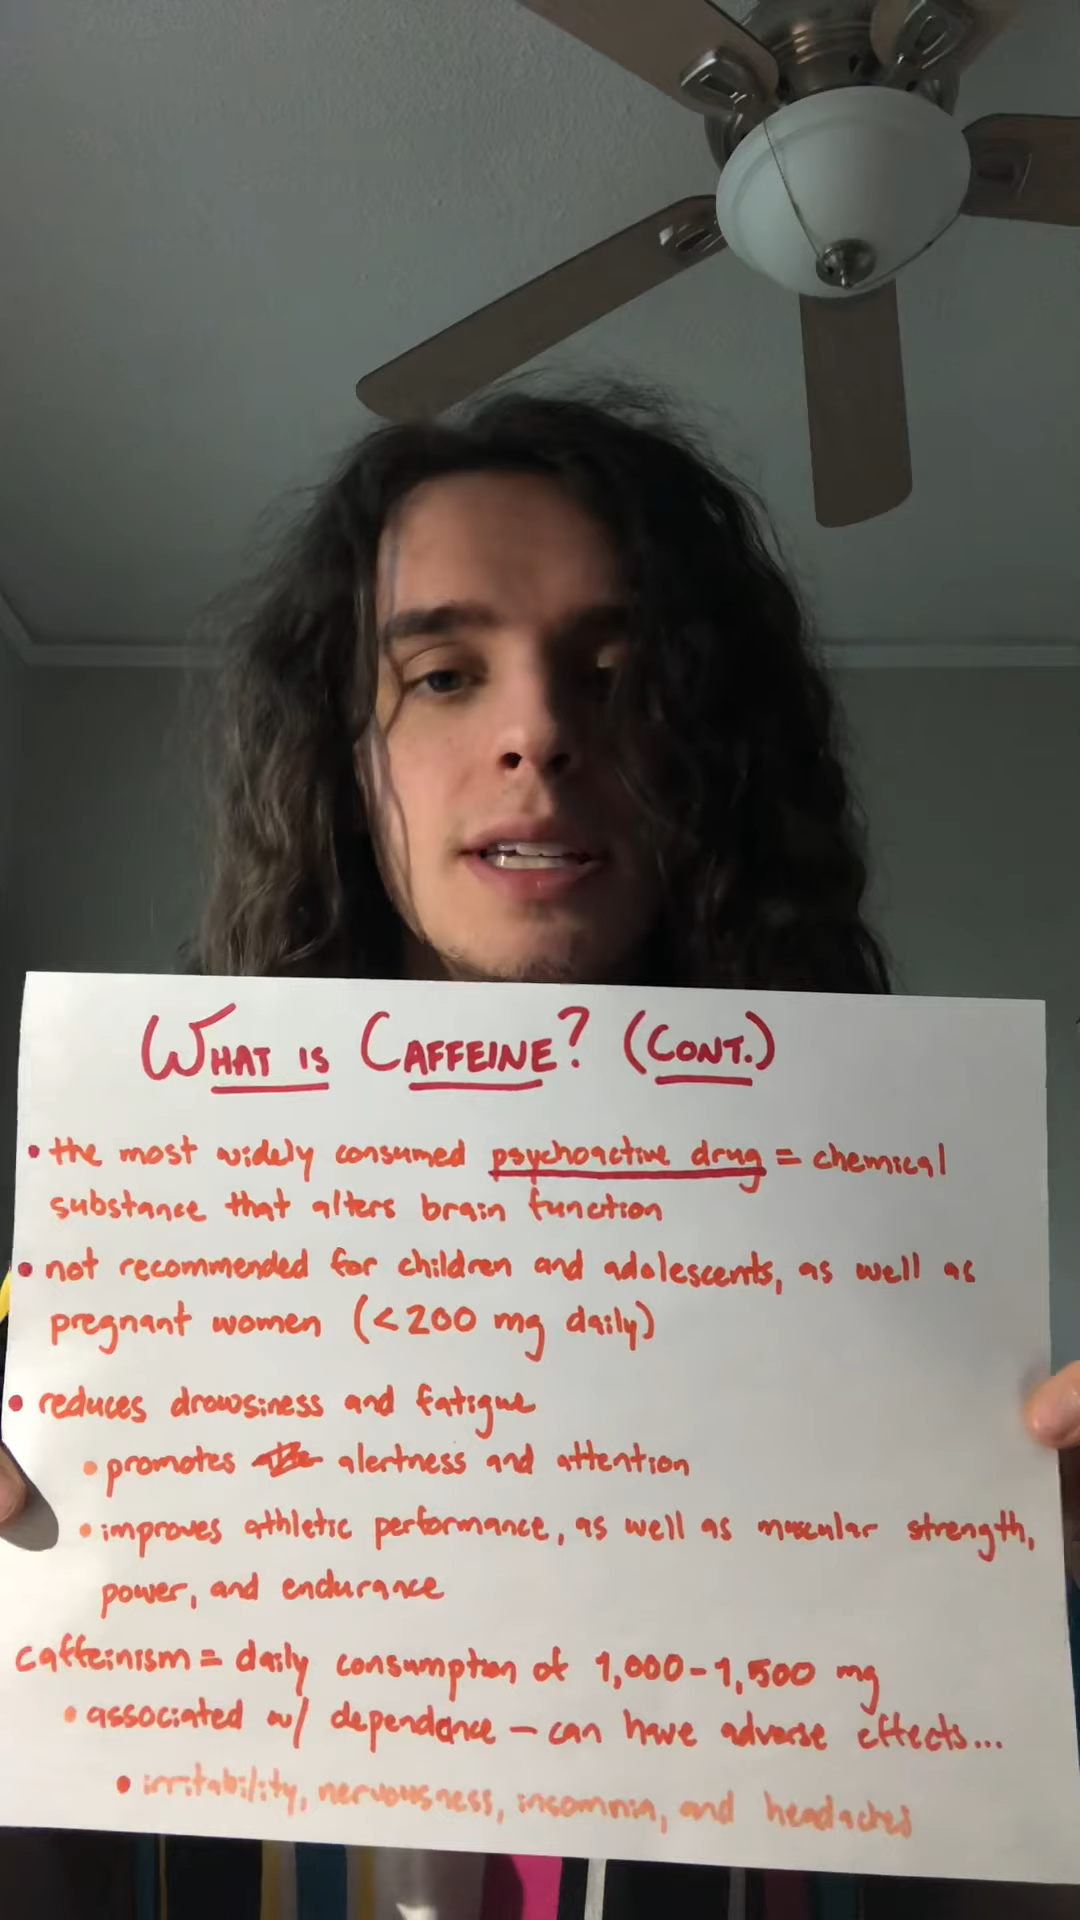 WHAT IS CAFFEINE? (CONT.)
• the most widely consumed psychoactive drug = chemical
substance that alters brain function
• not recommended for children and adolescents, as well as
pregnant women (<200 mg daily)
• reduces drowsiness and fatigue
• promotes alertness and attention
• improves athletic performance, as well as muscular strength,
power, and endurance
caffeinism = daily consumption of 1,000-1,500 mg
• associated w/ dependence – can have adverse effects...
• irritability, nervousness, insomnia, and headaches